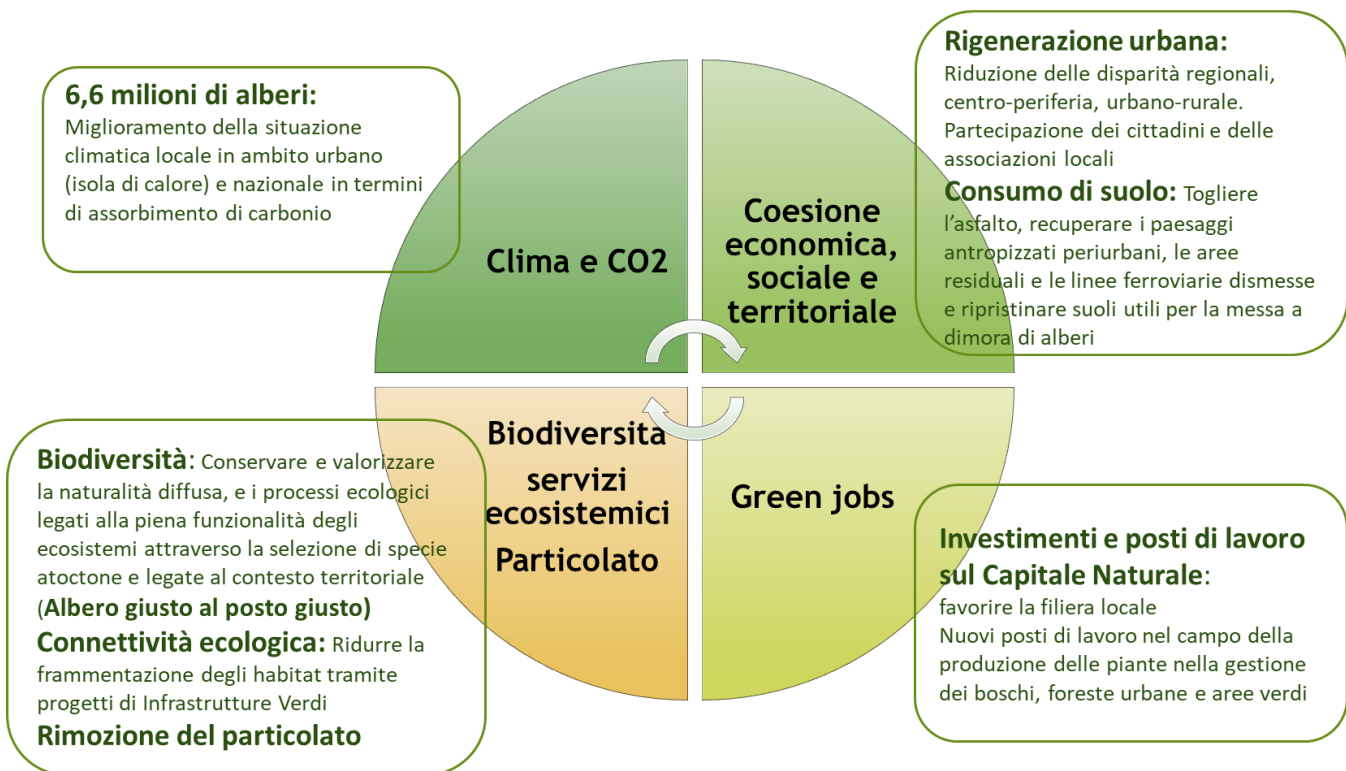 6,6 milioni di alberi:
Miglioramento della situazione
climatica locale in ambito urbano
(isola di calore) e nazionale in termini
di assorbimento di carbonio
Clima e CO2
Rigenerazione urbana:
Riduzione delle disparità regionali,
centro-periferia, urbano-rurale.
Partecipazione dei cittadini e delle
associazioni locali
Consumo di suolo: Togliere
l'asfalto, recuperare i paesaggi
antropizzati periurbani, le aree
residuali e le linee ferroviarie dismesse
e ripristinare suoli utili per la messa a
dimora di alberi
Coesione
economica,
sociale e
territoriale
Biodiversità: Conservare e valorizzare
la naturalità diffusa, e i processi ecologici
legati alla piena funzionalità degli
ecosistemi attraverso la selezione di specie
atoctone e legate al contesto territoriale
(Albero giusto al posto giusto)
Connettività ecologica: Ridurre la
frammentazione degli habitat tramite
progetti di Infrastrutture Verdi
Rimozione del particolato
Biodiversità
servizi
ecosistemici
Particolato
Green jobs
Investimenti e posti di lavoro
sul Capitale Naturale:
favorire la filiera locale
Nuovi posti di lavoro nel campo della
produzione delle piante nella gestione
dei boschi, foreste urbane e aree verdi